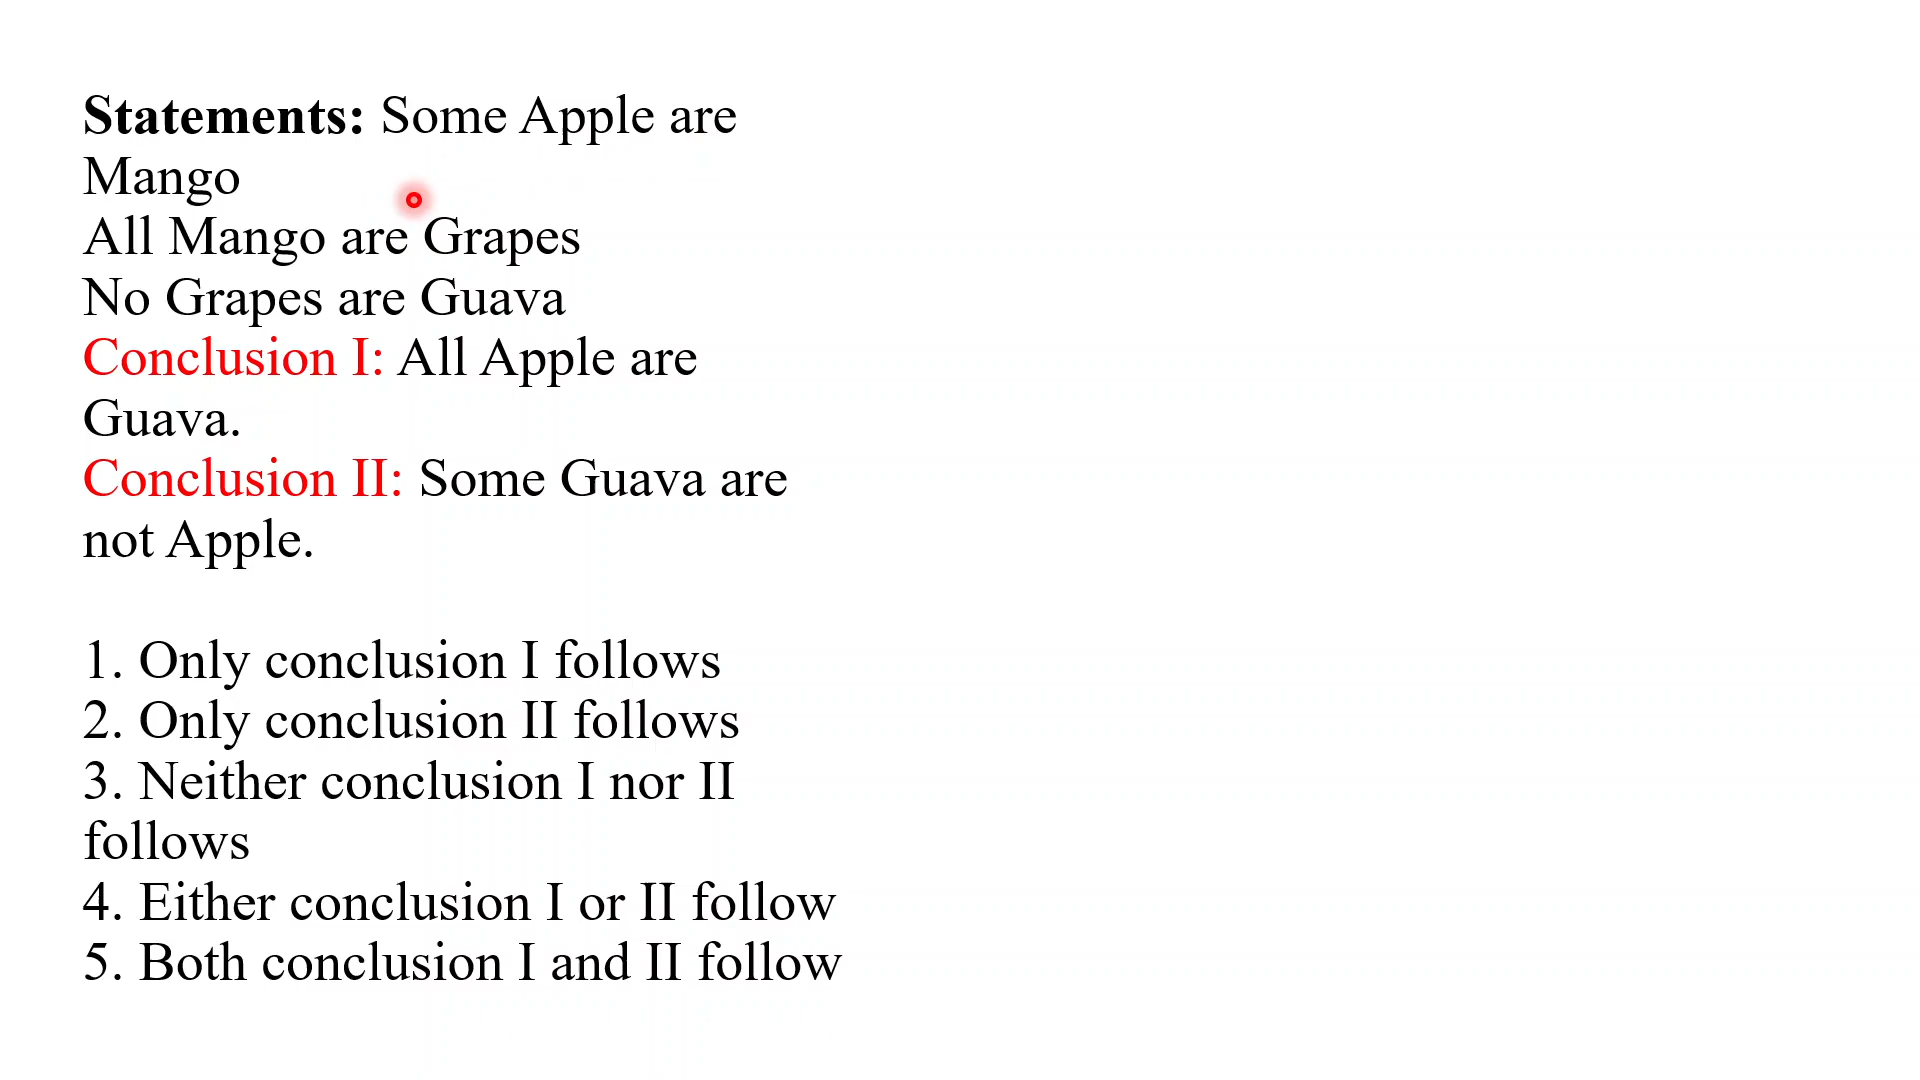 Statements: Some Apple are
Mango
All Mango are Grapes
No Grapes are Guava
Conclusion I: All Apple are
Guava.
Conclusion II: Some Guava are
not Apple.
1. Only conclusion I follows
2. Only conclusion II follows
3. Neither conclusion I nor II
follows
4. Either conclusion I or II follow
5. Both conclusion I and II follow